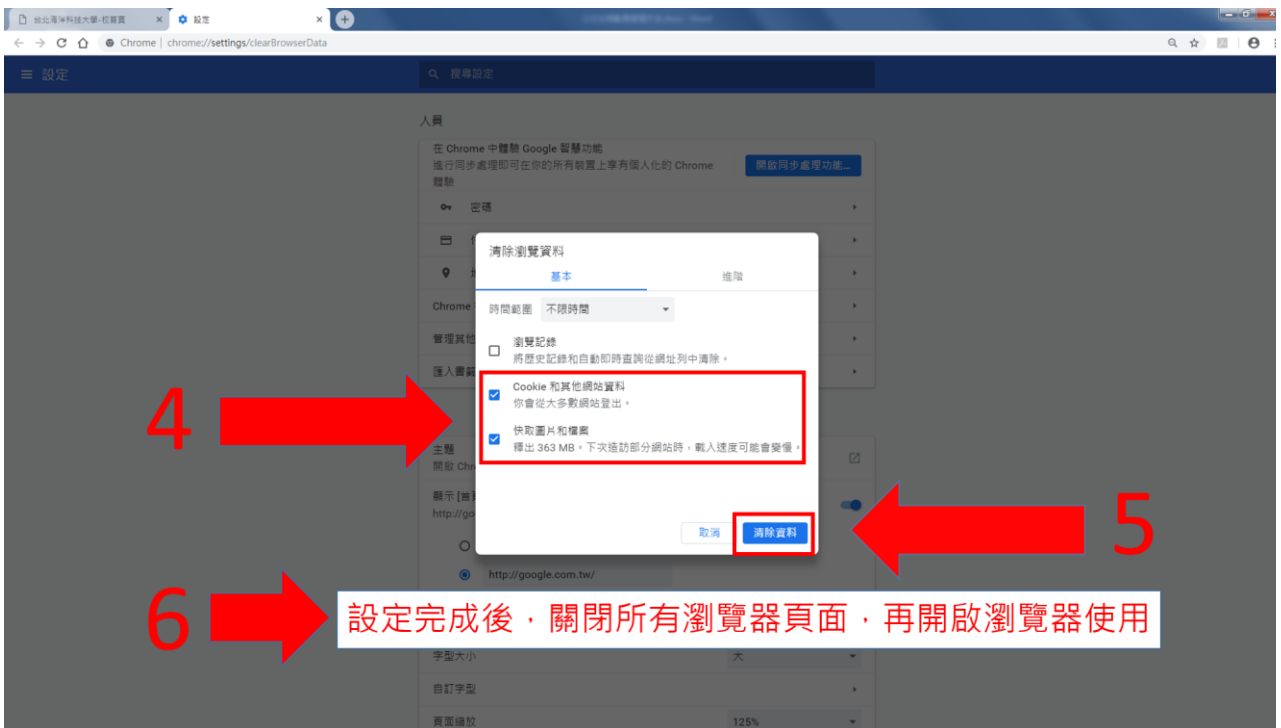 台北海洋科技大學-校首頁
設定
Chrome | chrome://settings/clearBrowserData
設定
搜尋設定
人員
在 Chrome 中體驗 Google 智慧功能
進行同步處理即可在你的所有裝置上享有個人化的 Chrome
體驗
開啟同步處理功能...
密碼
清除瀏覽資料
基本
進階
Chrome
時間範圍
不限時間
管理其他
瀏覽記錄
將歷史記錄和自動即時查詢從網址列中清除。
匯入書籤
4
Cookie 和其他網站資料
你會從大多數網站登出。
快取圖片和檔案
釋出 363 MB。下次造訪部分網站時,載入速度可能會變慢。
主題
開啟 Chr
顯示 [首頁
http://go
取消
清除資料
5
http://google.com.tw/
6
設定完成後,關閉所有瀏覽器頁面,再開啟瀏覽器使用
字型大小
大
自訂字型
頁面縮放
125%